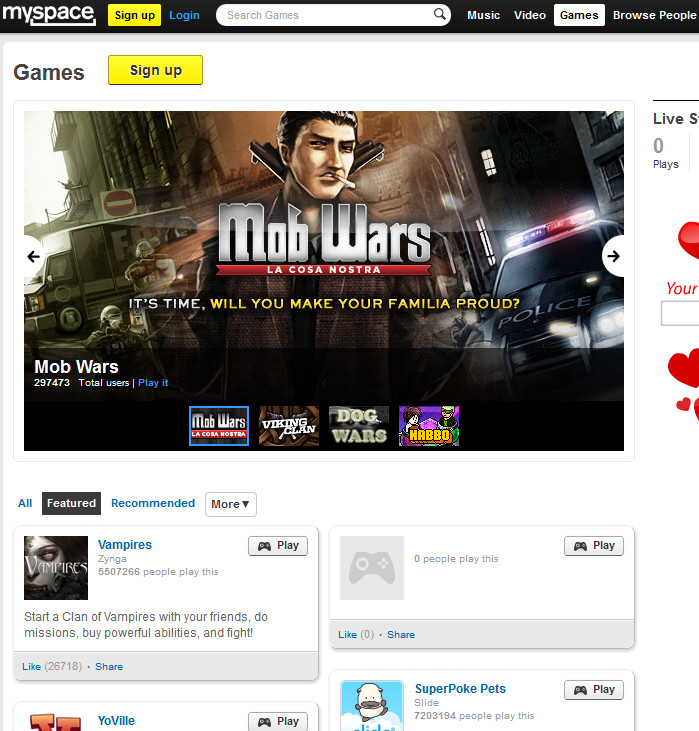 myspace Sign up Login Search Games Music Video Games Browse People
Games Sign up
Live S
0
Plays
MOB WARS
LA COSA NOSTRA
IT'S TIME, WILL YOU MAKE YOUR FAMILIA PROUD?
POLICE
Your
Mob Wars
297473 Total users | Play it
MOB WARS
LA COSA NOSTRA
VIKING
CLAN
DOG
WARS
HABBO
All Featured Recommended More▼
Vampires Play
Zynga
5507266 people play this
VAMPIRES
Start a Clan of Vampires with your friends, do
missions, buy powerful abilities, and fight!
Like (26718) · Share
Play
0 people play this
Like (0) · Share
SuperPoke Pets Play
Slide
7203194 people play this
slide
YoVille Play